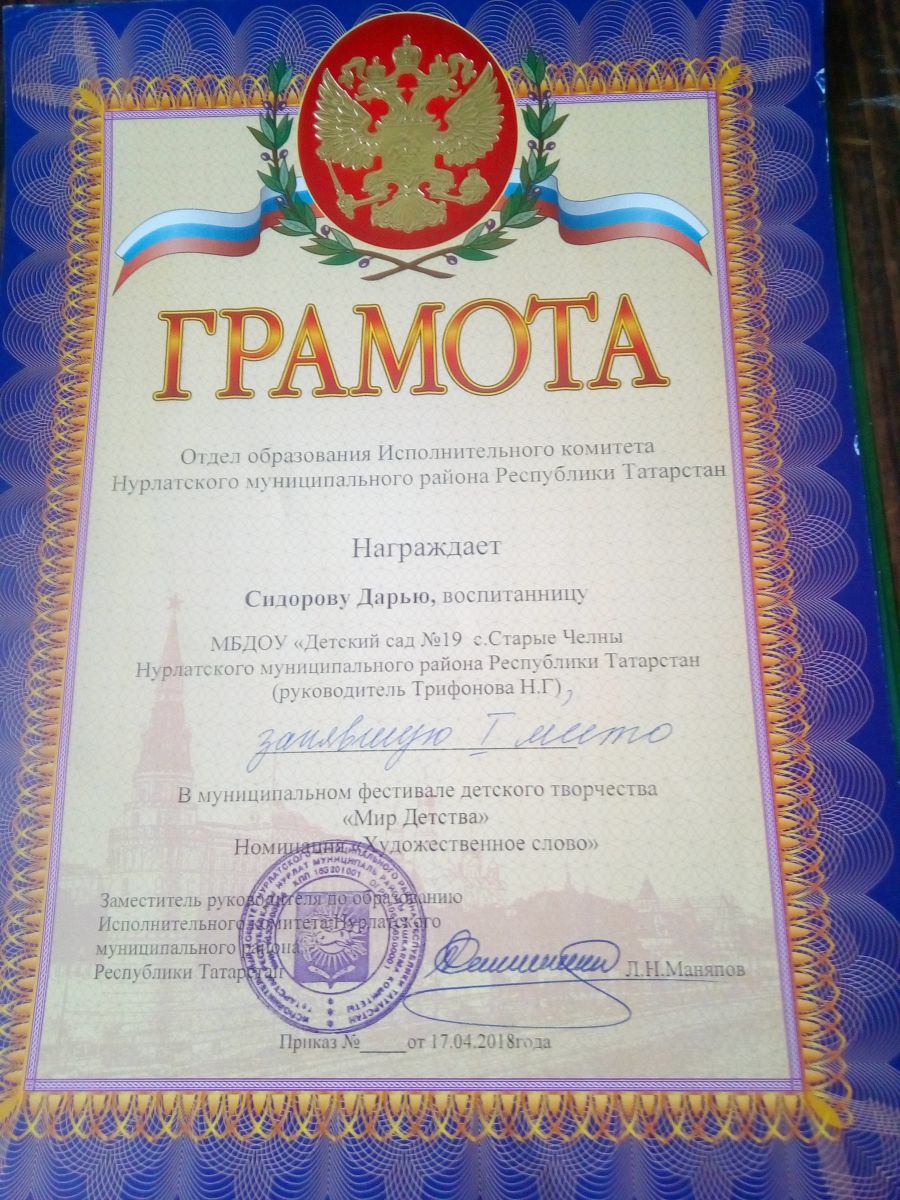 ГРАМОТА
Отдел образования Исполнительного комитета
Нурлатского муниципального района Республики Татарстан
Награждает
Сидорову Дарью, воспитанницу
МБДОУ «Детский сад №19 с.Старые Челны
Нурлатского муниципального района Республики Татарстан
(руководитель Трифонова Н.Г),
занявшую I место
В муниципальном фестивале детского творчества
«Мир Детства»
Номинация «Художественное слово»
Заместитель руководителя по образованию
Исполнительного комитета Нурлатского
муниципального района
Республики Татарстан
Л.Н.Маняпов
Приказ №_____от 17.04.2018года